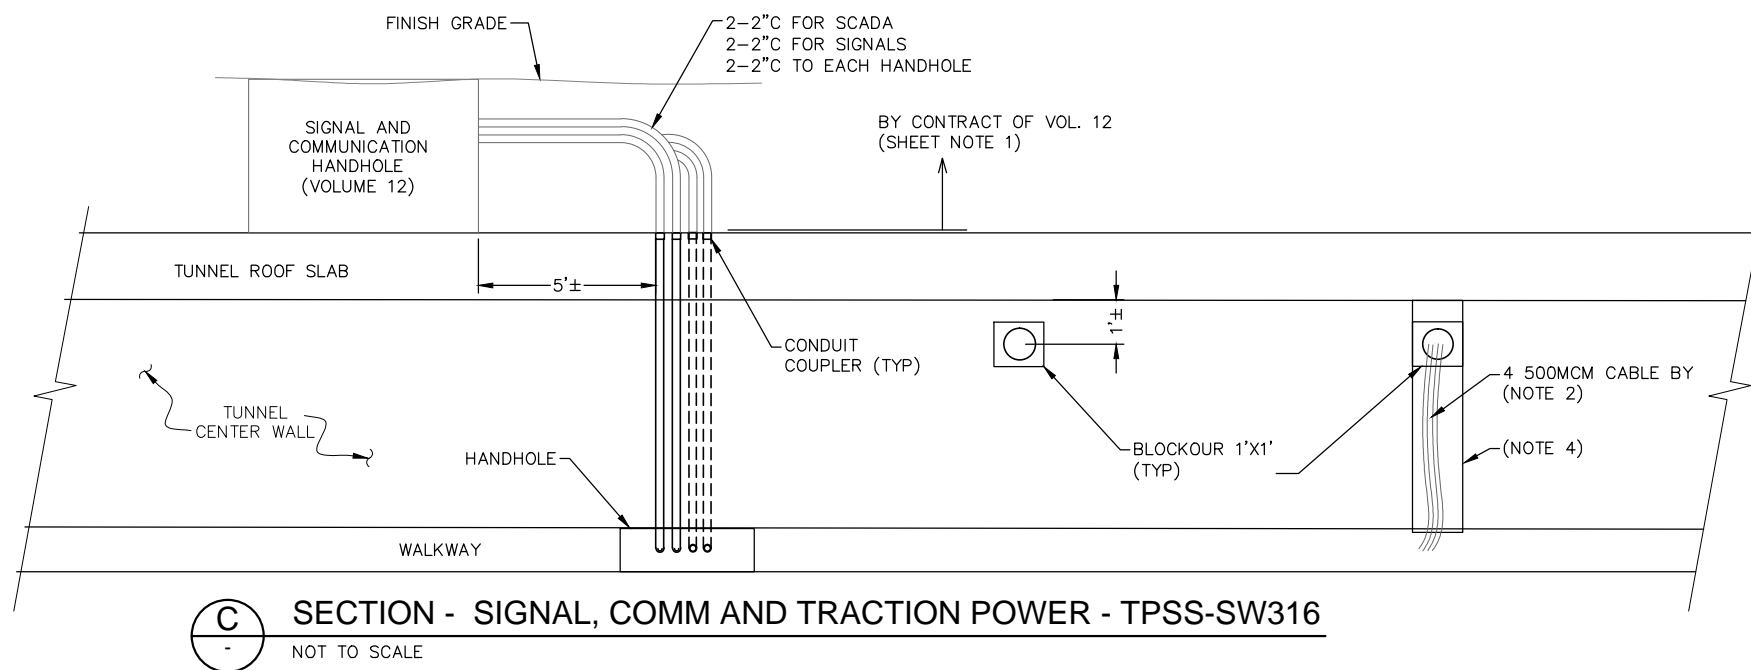 FINISH GRADE
2-2"C FOR SCADA
2-2"C FOR SIGNALS
2-2"C TO EACH HANDHOLE
SIGNAL AND
COMMUNICATION
HANDHOLE
(VOLUME 12)
BY CONTRACT OF VOL. 12
(SHEET NOTE 1)
TUNNEL ROOF SLAB
5'±
1'±
CONDUIT
COUPLER (TYP)
4 500MCM CABLE BY
(NOTE 2)
TUNNEL
CENTER WALL
HANDHOLE
BLOCKOUR 1'X1'
(TYP)
(NOTE 4)
WALKWAY
C
-
SECTION - SIGNAL, COMM AND TRACTION POWER - TPSS-SW316
NOT TO SCALE